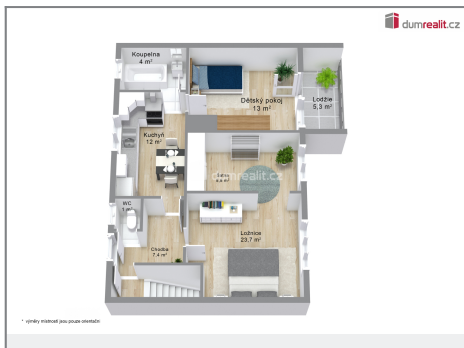 dumrealit.cz
Koupelna
4 m²
Dětský pokoj
13 m²
Lodžie
5,3 m²
Kuchyň
12 m²
dumrealit.cz
WC
Ložnice
23,7 m²
Chodba
7,4 m²
* výměry místností jsou pouze orientační